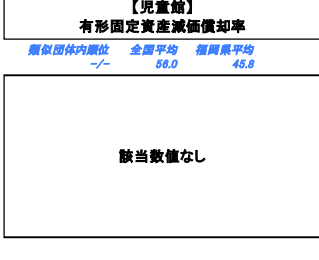 【児童館】
有形固定資産減価償却率
類似団体内順位 全国平均 福岡県平均
-/- 56.0 45.8
該当数値なし